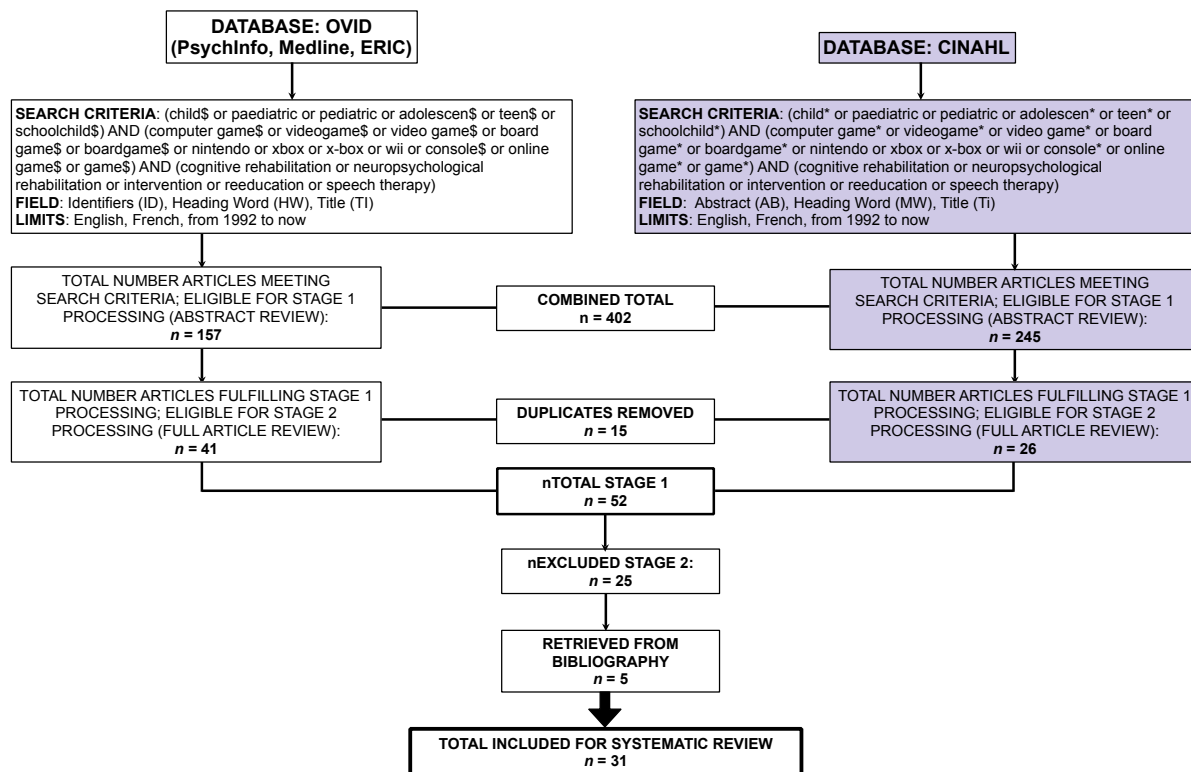 DATABASE: OVID
(PsychInfo, Medline, ERIC)
DATABASE: CINAHL
SEARCH CRITERIA: (child$ or paediatric or pediatric or adolescen$ or teen$ or
schoolchild$) AND (computer game$ or videogame$ or video game$ or board
game$ or boardgame$ or nintendo or xbox or x-box or wii or console$ or online
game$ or game$) AND (cognitive rehabilitation or neuropsychological
rehabilitation or intervention or reeducation or speech therapy)
FIELD: Identifiers (ID), Heading Word (HW), Title (TI)
LIMITS: English, French, from 1992 to now
SEARCH CRITERIA: (child* or paediatric or pediatric or adolescen* or teen* or
schoolchild*) AND (computer game* or videogame* or video game* or board
game* or boardgame* or nintendo or xbox or x-box or wii or console* or online
game* or game*) AND (cognitive rehabilitation or neuropsychological
rehabilitation or intervention or reeducation or speech therapy)
FIELD: Abstract (AB), Heading Word (MW), Title (Ti)
LIMITS: English, French, from 1992 to now
TOTAL NUMBER ARTICLES MEETING
SEARCH CRITERIA; ELIGIBLE FOR STAGE 1
PROCESSING (ABSTRACT REVIEW):
n = 157
COMBINED TOTAL
n = 402
TOTAL NUMBER ARTICLES MEETING
SEARCH CRITERIA; ELIGIBLE FOR STAGE 1
PROCESSING (ABSTRACT REVIEW):
n = 245
TOTAL NUMBER ARTICLES FULFILLING STAGE 1
PROCESSING; ELIGIBLE FOR STAGE 2
PROCESSING (FULL ARTICLE REVIEW):
n = 41
DUPLICATES REMOVED
n = 15
TOTAL NUMBER ARTICLES FULFILLING STAGE 1
PROCESSING; ELIGIBLE FOR STAGE 2
PROCESSING (FULL ARTICLE REVIEW):
n = 26
nTOTAL STAGE 1
n = 52
nEXCLUDED STAGE 2:
n = 25
RETRIEVED FROM
BIBLIOGRAPHY
n = 5
TOTAL INCLUDED FOR SYSTEMATIC REVIEW
n = 31